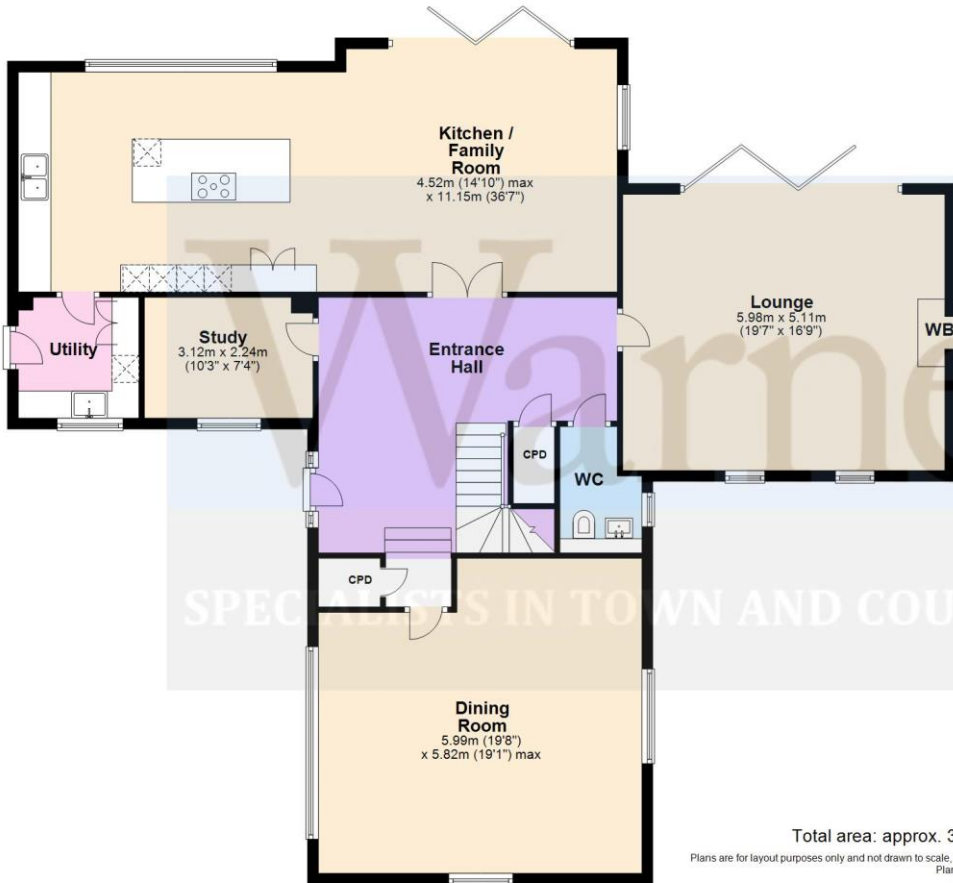 Kitchen /
Family
Room
4.52m (14'10") max
x 11.15m (36'7")
Lounge
5.98m x 5.11m
(19'7" x 16'9")
WB
Utility
Study
3.12m x 2.24m
(10'3" x 7'4")
Entrance
Hall
CPD
WC
CPD
Warne
SPECIALISTS IN TOWN AND COU
Dining
Room
5.99m (19'8")
x 5.82m (19'1") max
Total area: approx. 3
Plans are for layout purposes only and not drawn to scale,
Plan